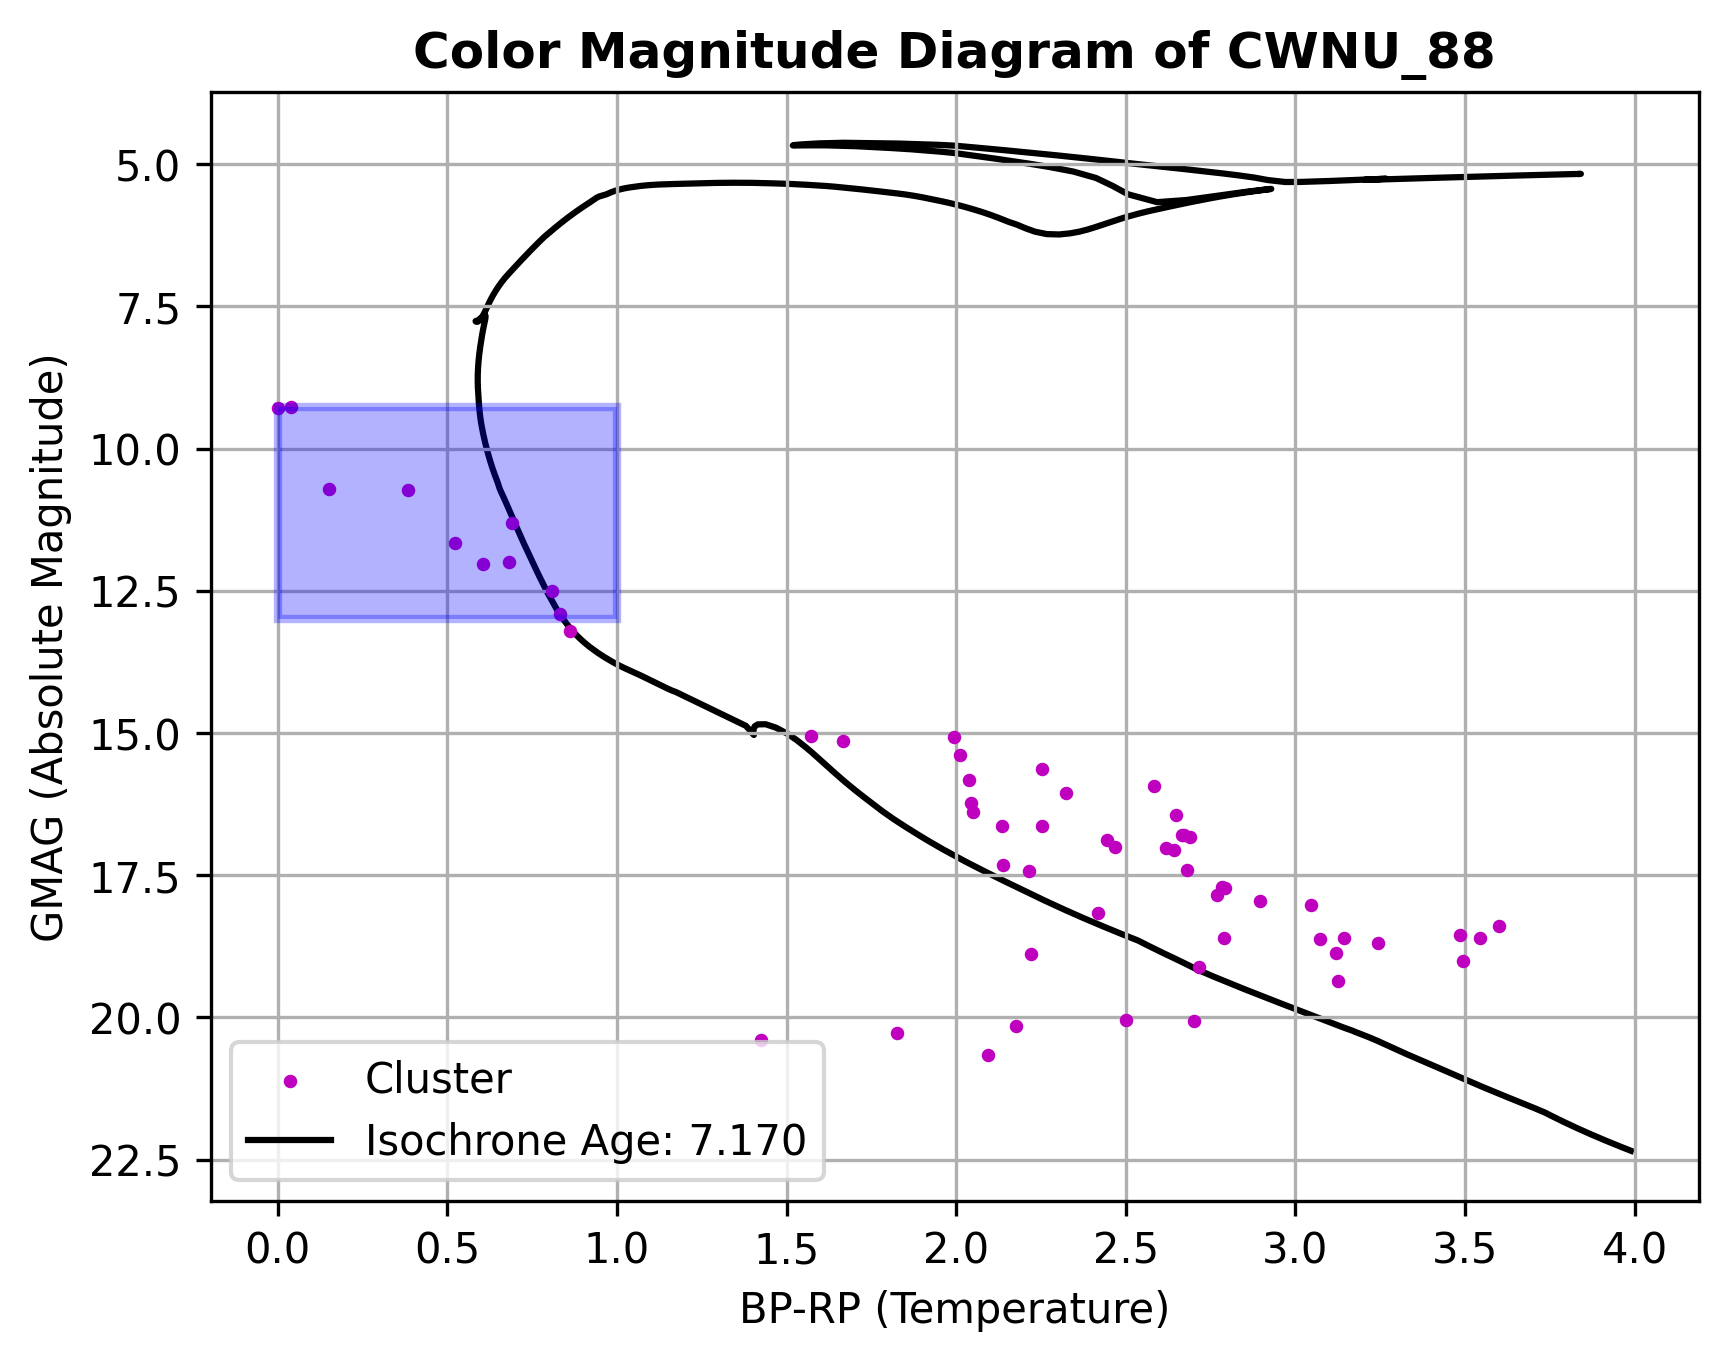 Color Magnitude Diagram of CWNU_88
GMAG (Absolute Magnitude)
5.0
7.5
10.0
12.5
15.0
17.5
20.0
22.5
Cluster
Isochrone Age: 7.170
0.0 0.5 1.0 1.5 2.0 2.5 3.0 3.5 4.0
BP-RP (Temperature)